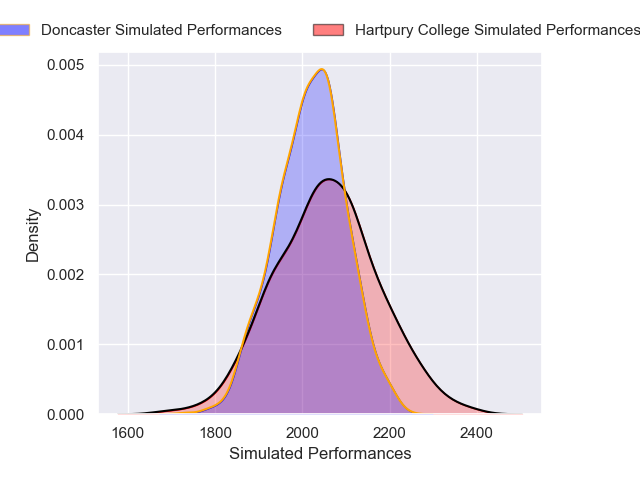 Doncaster Simulated Performances
Hartpury College Simulated Performances
0.005
0.004
0.003
0.002
0.001
0.000
Density
1600
1800
2000
2200
2400
Simulated Performances